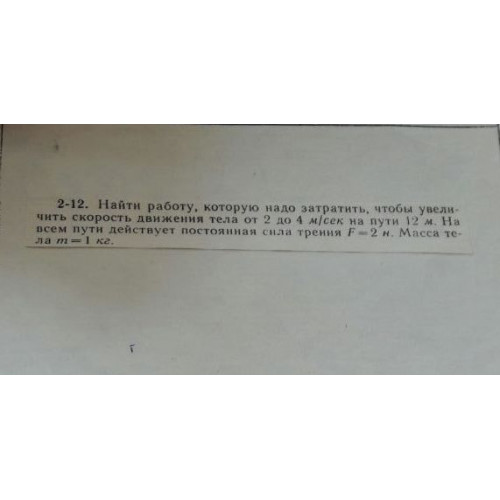 2-12. Найти работу, которую надо затратить, чтобы увели-
чить скорость движения тела от 2 до 4 м/сек на пути 12 м. На
всем пути действует постоянная сила трения F = 2 н. Масса те-
ла m = 1 кг.